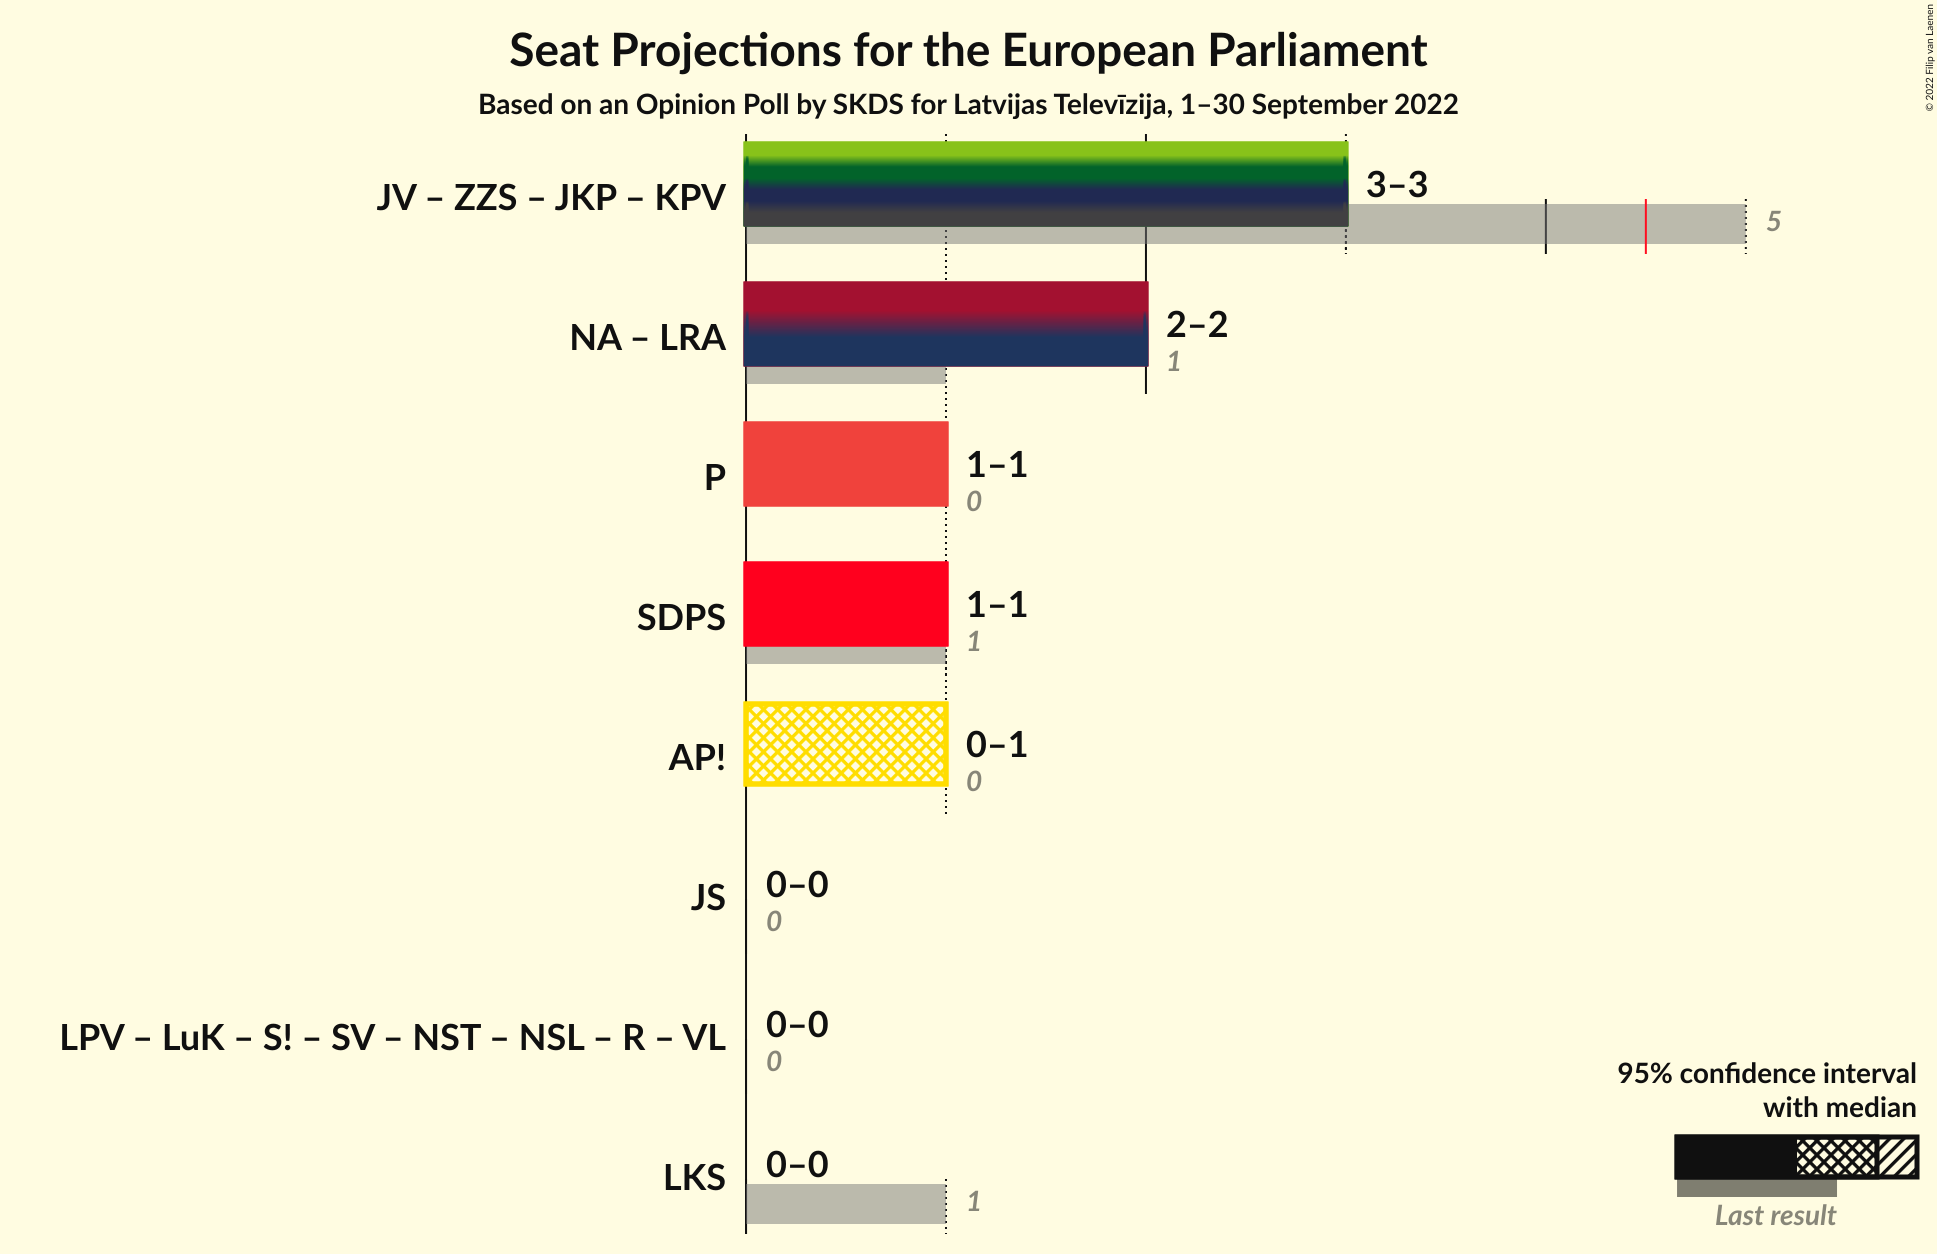 Seat Projections for the European Parliament
Based on an Opinion Poll by SKDS for Latvijas Televīzija, 1–30 September 2022
© 2022 Filip van Laenen
JV – ZZS – JKP – KPV
3–3
5
NA – LRA
2–2
1
P
1–1
0
SDPS
1–1
1
AP!
0–1
0
JS
0–0
0
LPV – LuK – S! – SV – NST – NSL – R – VL
0–0
0
LKS
0–0
1
95% confidence interval
with median
Last result